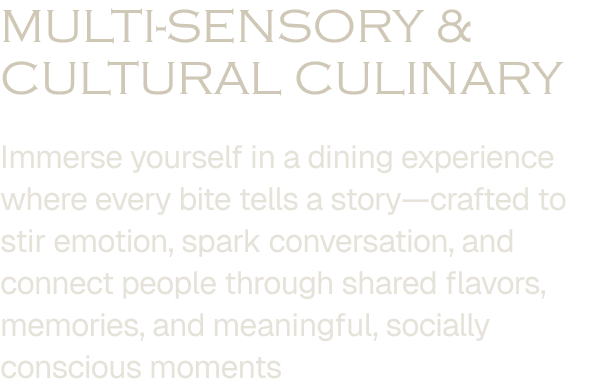 MULTI-SENSORY &
CULTURAL CULINARY
Immerse yourself in a dining experience
where every bite tells a story—crafted to
stir emotion, spark conversation, and
connect people through shared flavors,
memories, and meaningful, socially
conscious moments